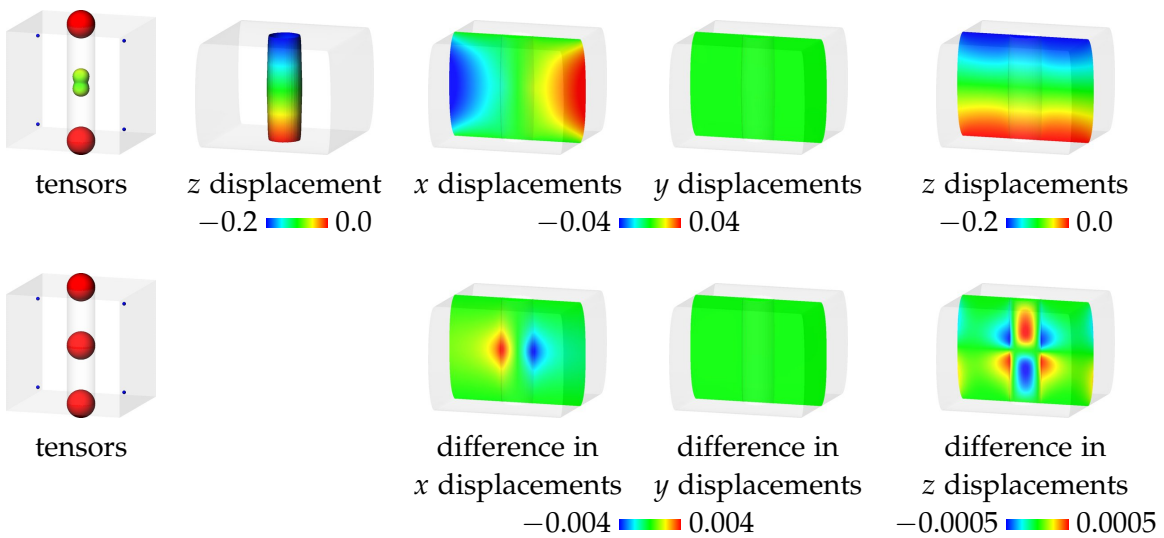 tensors z displacement x displacements y displacements z displacements
−0.2 0.0 −0.04 0.04 −0.2 0.0
tensors difference in difference in difference in
x displacements y displacements z displacements
−0.004 0.004 −0.0005 0.0005